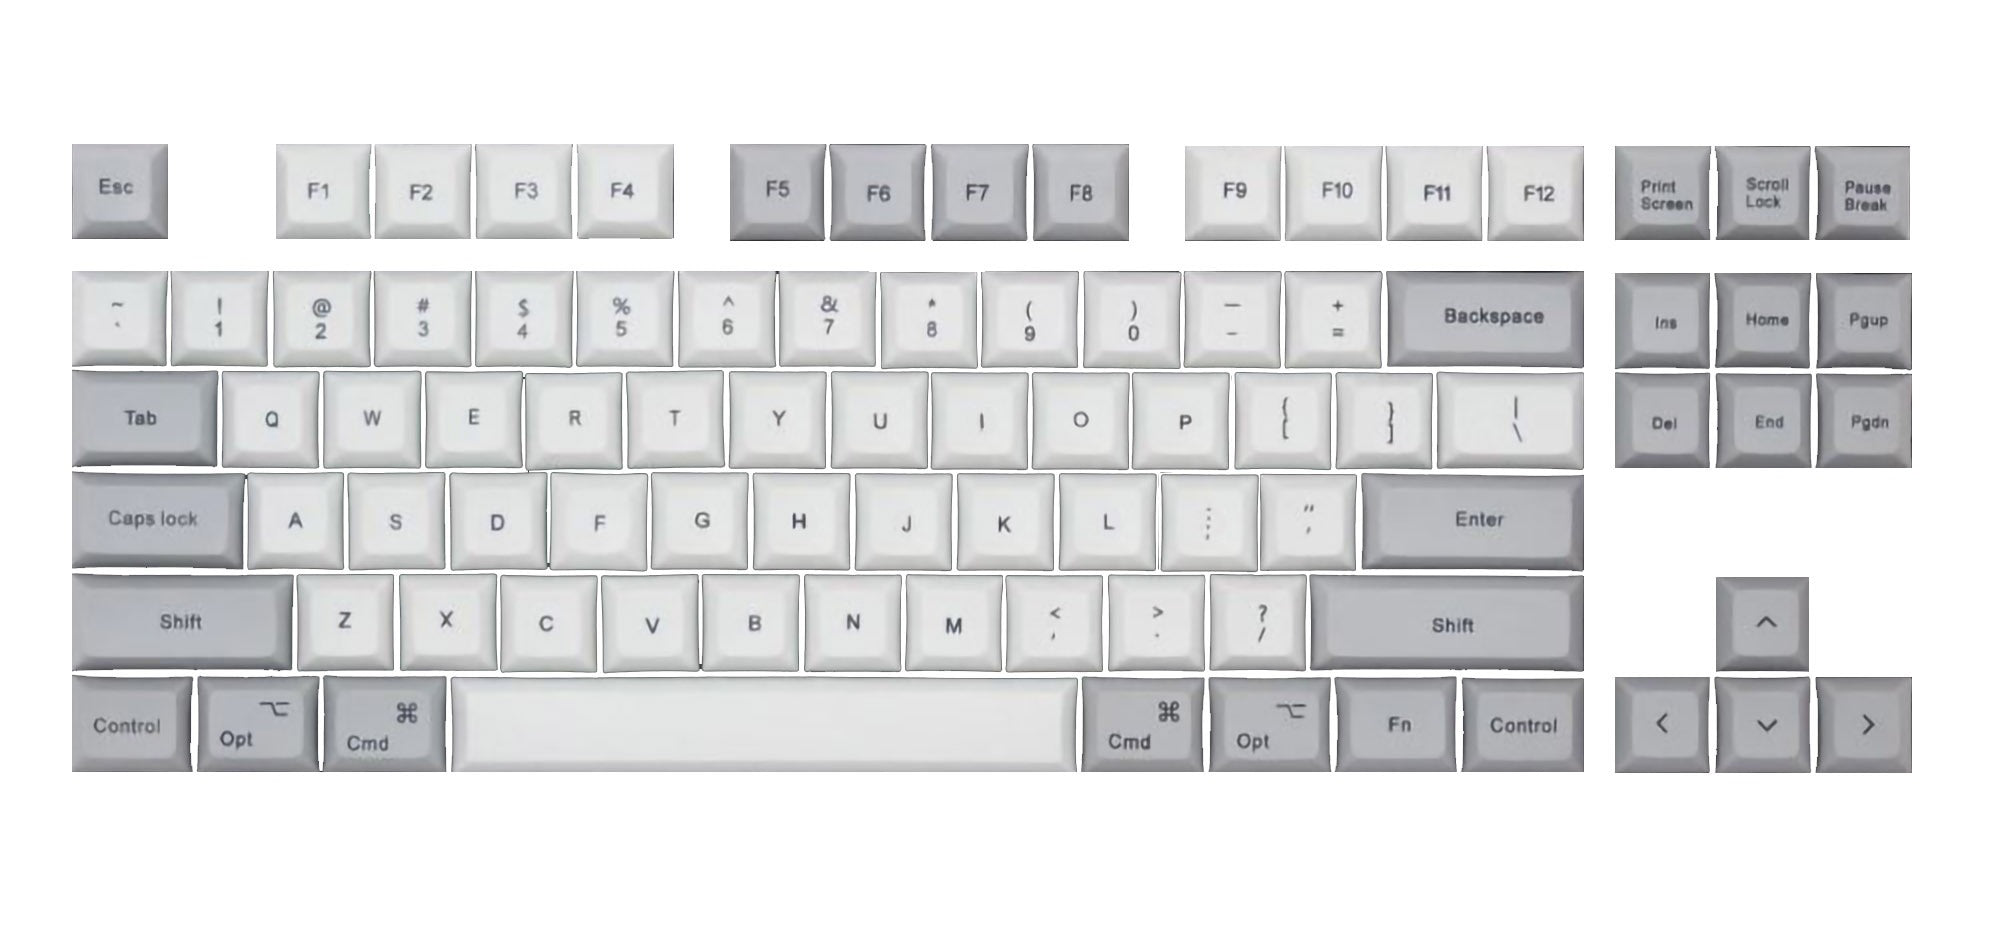 Esc F1 F2 F3 F4 F5 F6 F7 F8 F9 F10 F11 F12 Print Scroll Pause
Screen Lock Break
~ ! @ # $ % ^ & * ( ) — + Backspace Ins Home Pgup
` 1 2 3 4 5 6 7 8 9 0 - =
Tab Q W E R T Y U I O P { } | Del End Pgdn
[ ] \
Caps lock A S D F G H J K L : " Enter
; '
Shift Z X C V B N M < > ? Shift ^
, . /
Control ⌥ ⌘ ⌘ ⌥ Fn Control < ⌄ >
Opt Cmd Cmd Opt